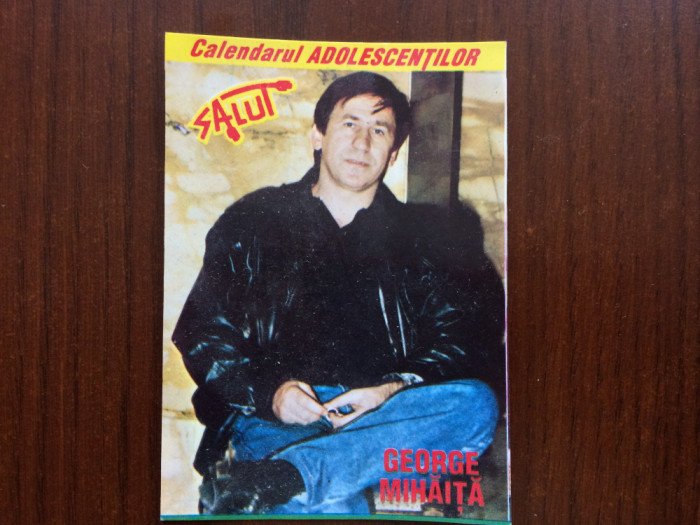 Calendarul ADOLESCENȚILOR
SALUT
GEORGE
MIHĂIȚĂ